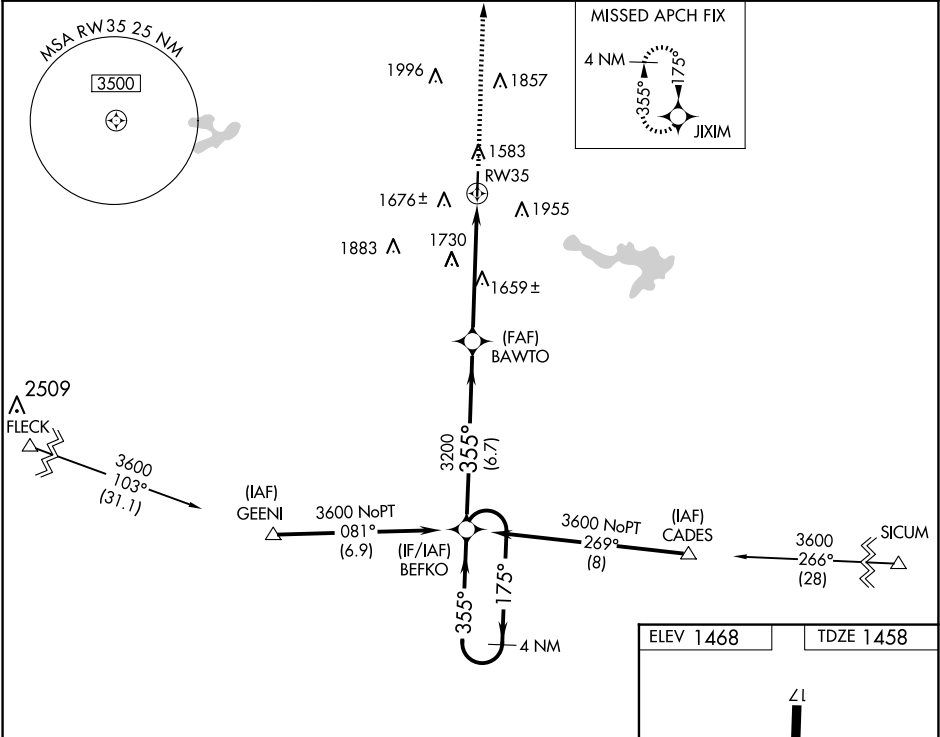 MSA RW35 25 NM
3500
MISSED APCH FIX
4 NM
355°
175°
JIXIM
1996
1857
1583
RW35
1676±
1955
1883
1730
1659±
(FAF)
BAWTO
2509
FLECK
3600
103°
(31.1)
3200
355°
(6.7)
(IAF)
GEENI
3600 NoPT
081°
(6.9)
(IF/IAF)
BEFKO
3600 NoPT
269°
(8)
(IAF)
CADES
3600
266°
(28)
SICUM
355°
175°
4 NM
ELEV 1468
TDZE 1458
17